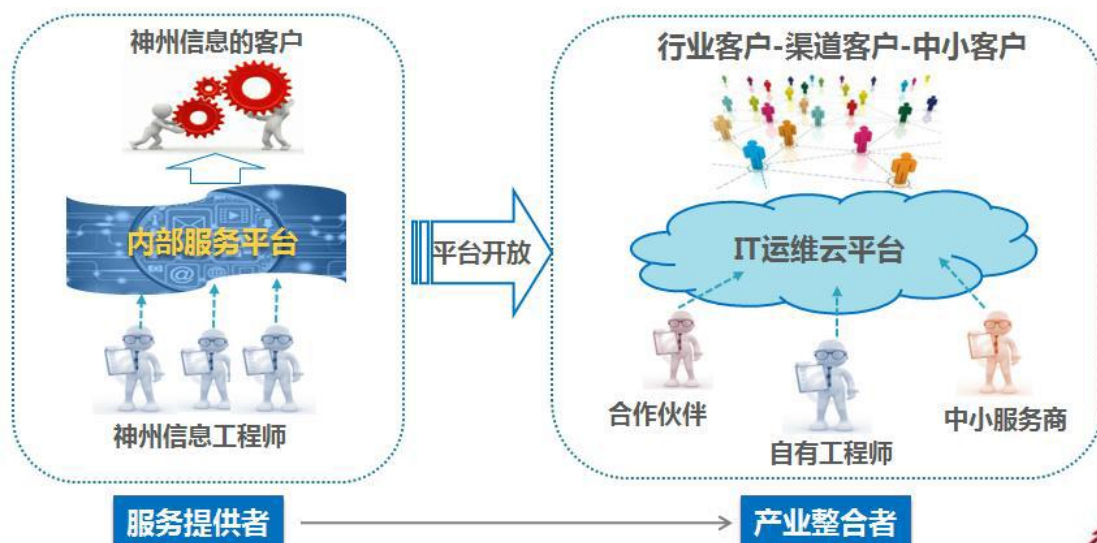 神州信息的客户
内部服务平台
神州信息工程师
服务提供者
平台开放
行业客户-渠道客户-中小客户
IT运维云平台
合作伙伴
自有工程师
中小服务商
产业整合者